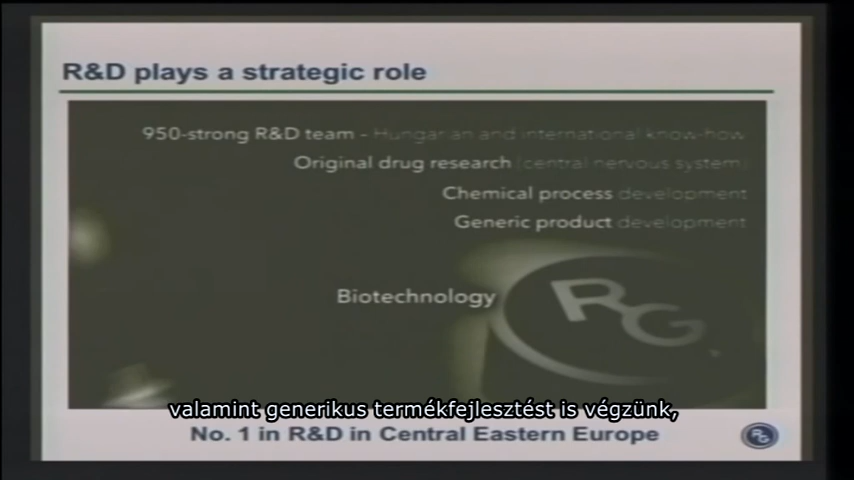 R&D plays a strategic role
950-strong R&D team - Hungarian and international know-how
Original drug research (central nervous system)
Chemical process development
Generic product development
Biotechnology
RG
valamint generikus termékfejlesztést is végzünk,
No. 1 in R&D in Central Eastern Europe
RG